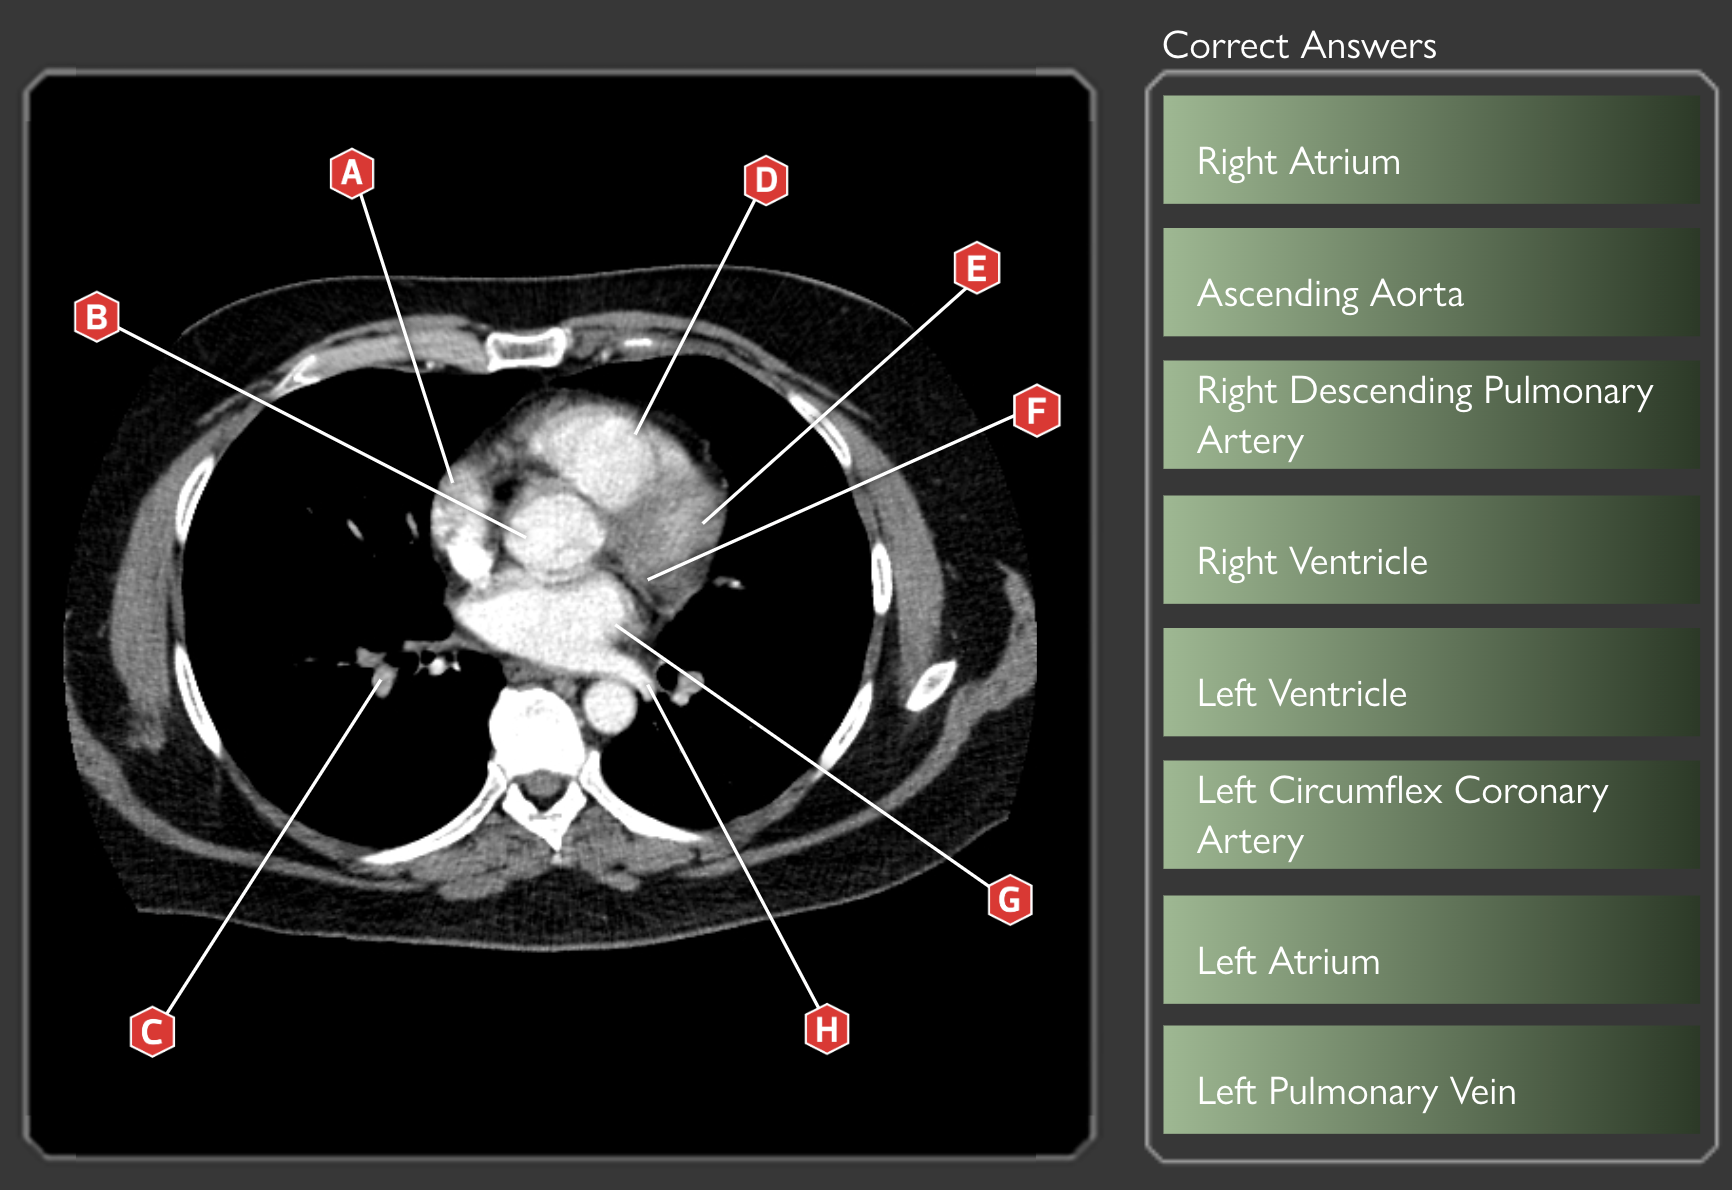 Correct Answers
A
D
E
B
F
G
C
H
Right Atrium
Ascending Aorta
Right Descending Pulmonary
Artery
Right Ventricle
Left Ventricle
Left Circumflex Coronary
Artery
Left Atrium
Left Pulmonary Vein